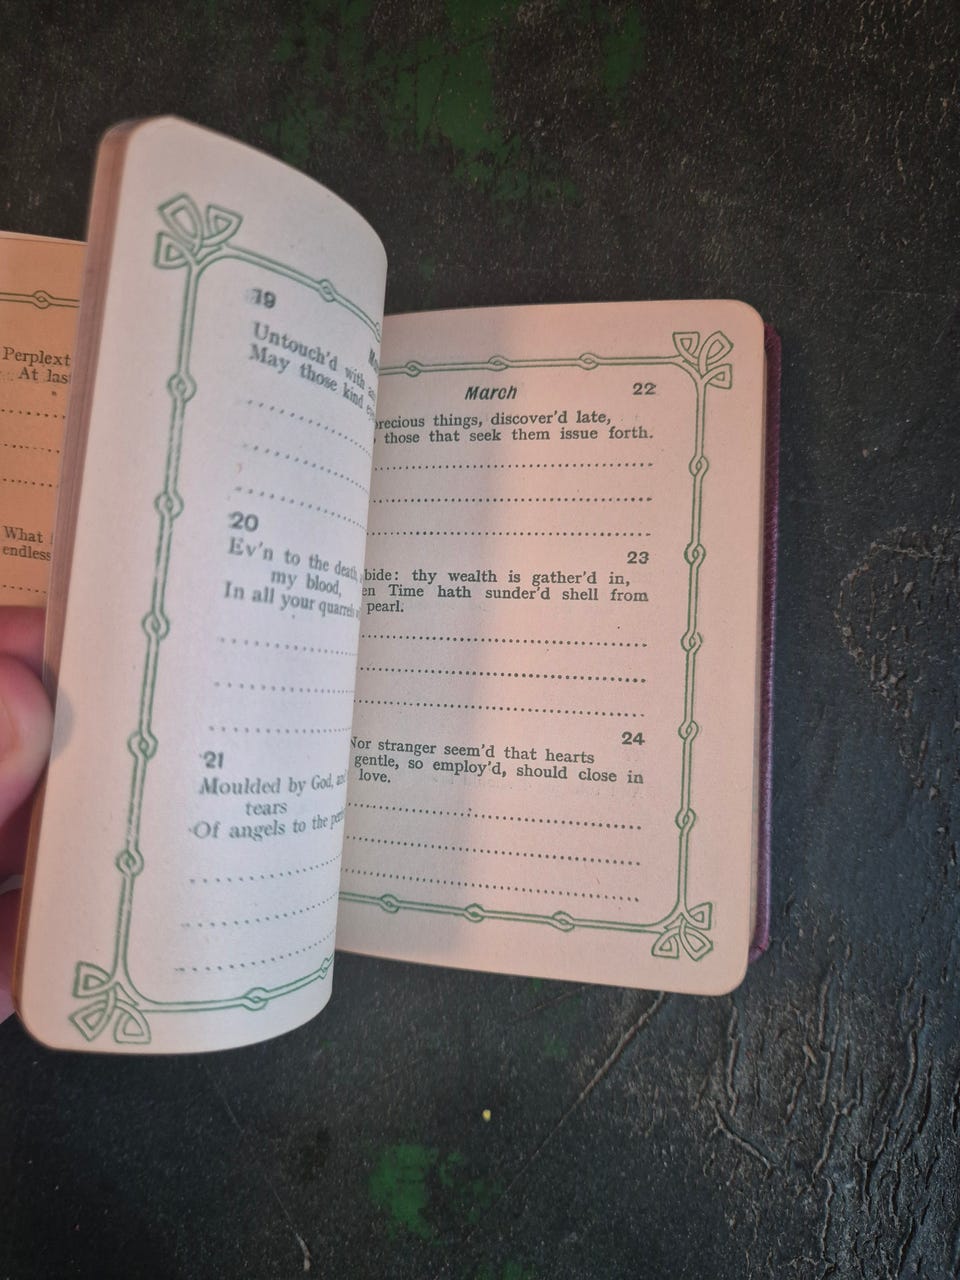 Perplext
At last
What
endless
19
Untouch'd with any
May those kind
20
Ev'n to the death,
my blood,
In all your quarrels
21
Moulded by God, and
tears
Of angels to the
March 22
precious things, discover'd late,
those that seek them issue forth.
23
bide: thy wealth is gather'd in,
Time hath sunder'd shell from
pearl.
24
Nor stranger seem'd that hearts
gentle, so employ'd, should close in
love.